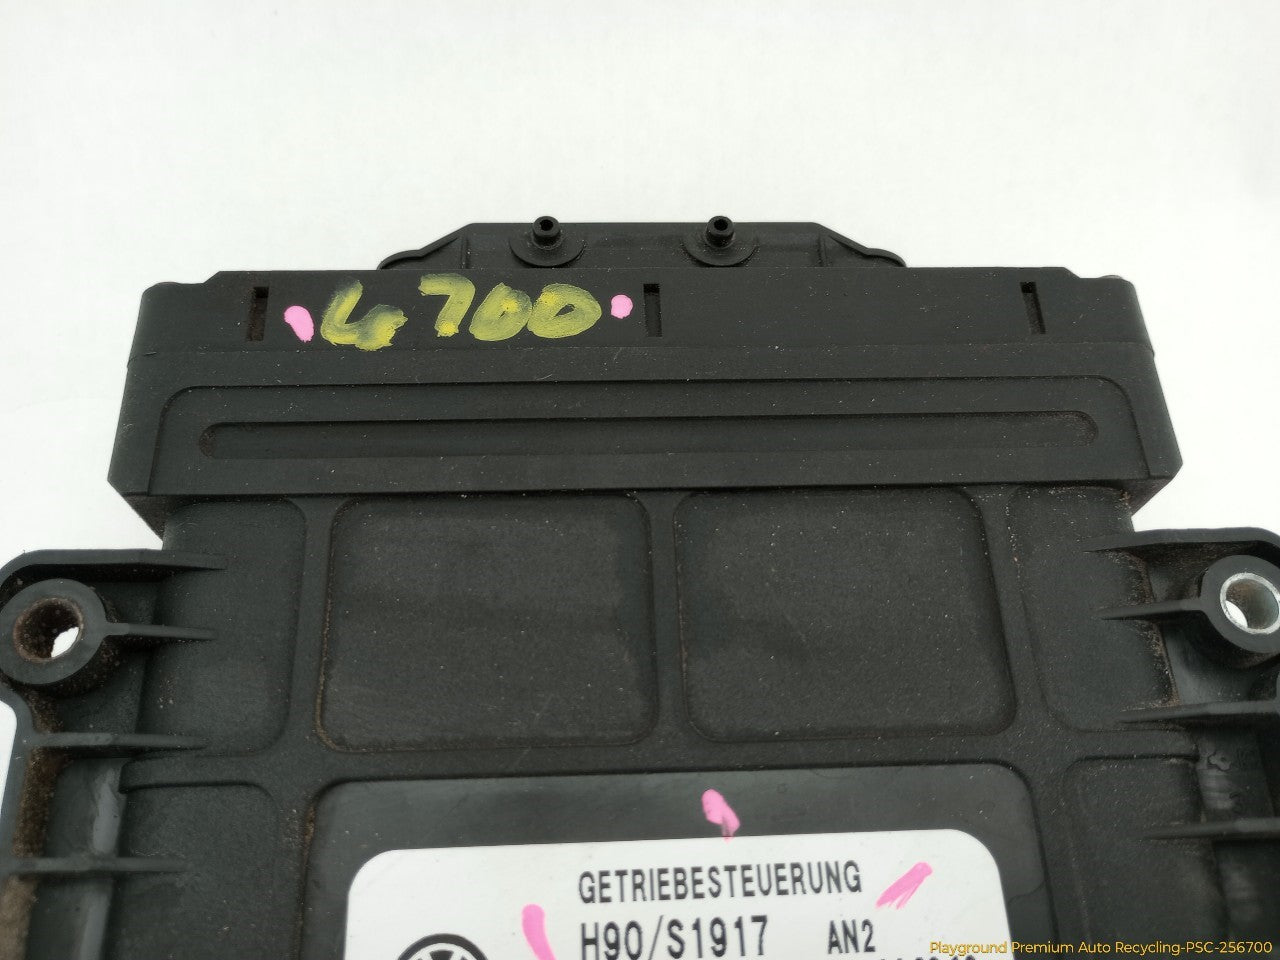 4700
GETRIEBESTEUERUNG
H90/S1917 AN2
Playground Premium Auto Recycling-PSC-256700